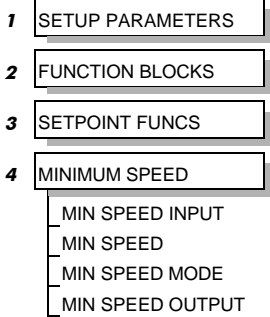 1 SETUP PARAMETERS
2 FUNCTION BLOCKS
3 SETPOINT FUNCS
4 MINIMUM SPEED
MIN SPEED INPUT
MIN SPEED
MIN SPEED MODE
MIN SPEED OUTPUT